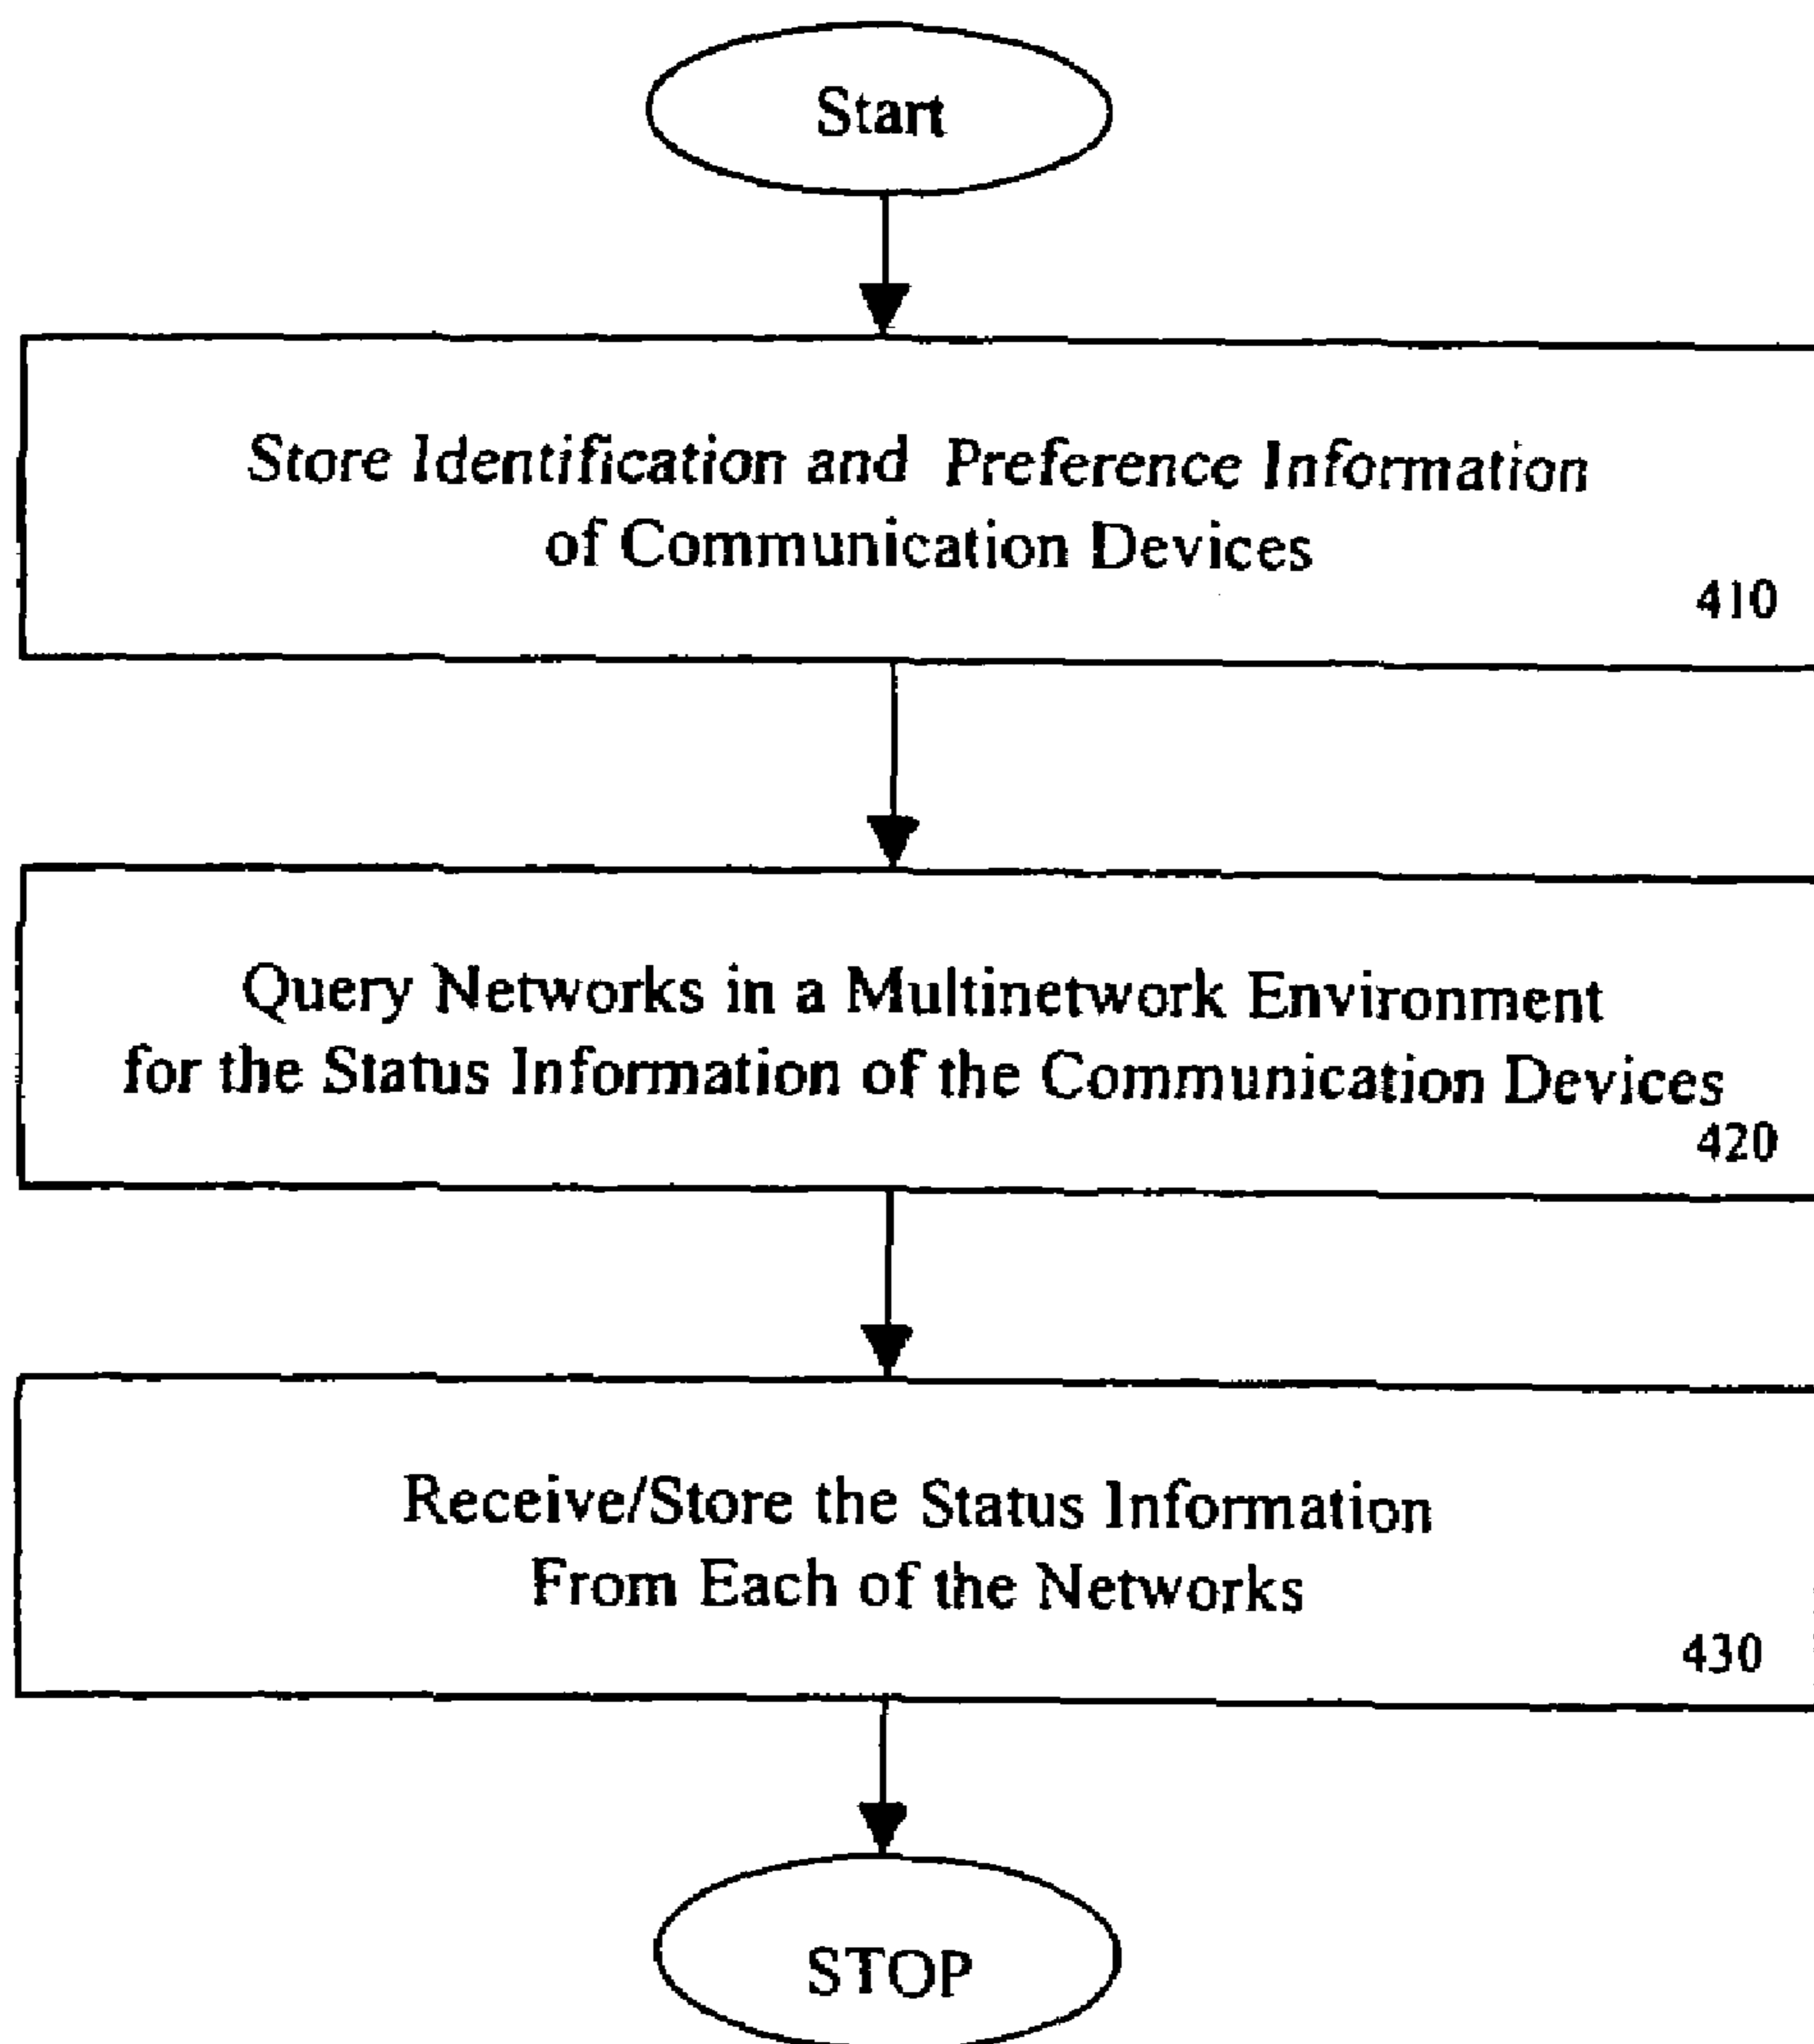 Start
Store Identification and Preference Information
of Communication Devices
410
Query Networks in a Multinetwork Environment
for the Status Information of the Communication Devices
420
Receive/Store the Status Information
From Each of the Networks
430
STOP